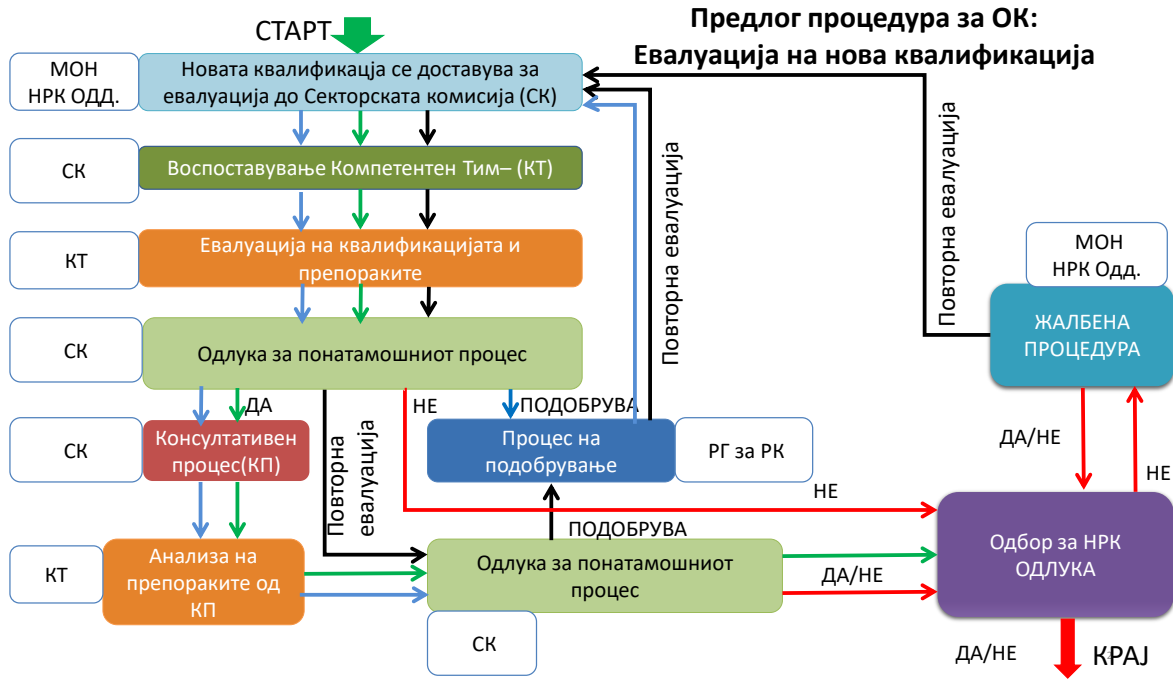 Предлог процедура за ОК:
Евалуација на нова квалификација
СТАРТ
МОН
НРК ОДД.
Новата квалификацја се доставува за
евалуација до Секторската комисија (СК)
СК
Воспоставување Компетентен Тим– (КТ)
КТ
Евалуација на квалификацијата и
препораките
СК
Одлука за понатамошниот процес
ДА
НЕ
ПОДОБРУВА
Повторна евалуација
Повторна евалуација
МОН
НРК Одд.
ЖАЛБЕНА
ПРОЦЕДУРА
СК
Консултативен
процес(КП)
Повторна
евалуација
Процес на
подобрување
РГ за РК
ДА/НЕ
НЕ
НЕ
ПОДОБРУВА
КТ
Анализа на
препораките од
КП
Одлука за понатамошниот
процес
СК
ДА/НЕ
Одбор за НРК
ОДЛУКА
ДА/НЕ
КРАЈ